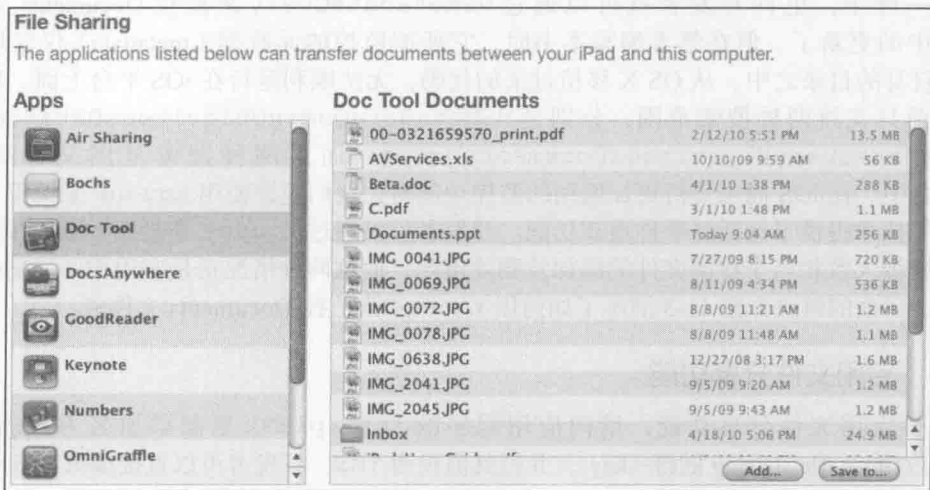 File Sharing
The applications listed below can transfer documents between your iPad and this computer.
Apps
Air Sharing
Bochs
Doc Tool
DocsAnywhere
GoodReader
Keynote
Numbers
OmniGraffle
Doc Tool Documents
00-0321659570_print.pdf 2/12/10 5:51 PM 13.5 MB
AVServices.xls 10/10/09 9:59 AM 56 KB
Beta.doc 4/1/10 1:38 PM 288 KB
C.pdf 3/1/10 1:48 PM 1.1 MB
Documents.ppt Today 9:04 AM 256 KB
IMG_0041.JPG 7/27/09 8:15 PM 720 KB
IMG_0069.JPG 8/11/09 4:34 PM 536 KB
IMG_0072.JPG 8/8/09 11:21 AM 1.2 MB
IMG_0078.JPG 8/8/09 11:48 AM 1.1 MB
IMG_0638.JPG 12/27/08 3:17 PM 1.6 MB
IMG_2041.JPG 9/5/09 9:20 AM 1.2 MB
IMG_2045.JPG 9/5/09 9:43 AM 1.2 MB
Inbox 4/18/10 5:06 PM 24.9 MB
Add... Save to...